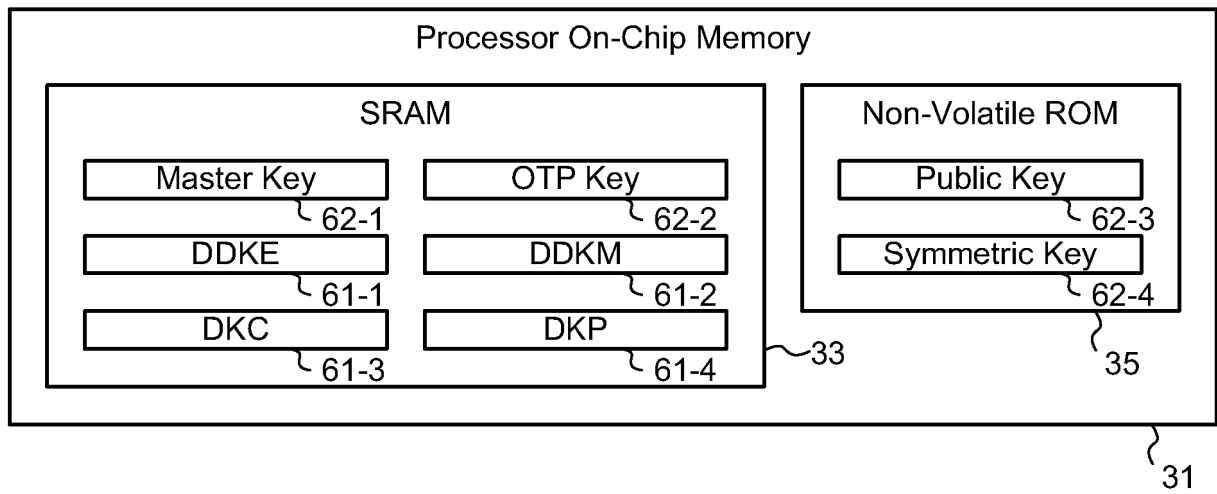 Processor On-Chip Memory
SRAM
Master Key
62-1
OTP Key
62-2
DDKE
61-1
DDKM
61-2
DKC
61-3
DKP
61-4
33
Non-Volatile ROM
Public Key
62-3
Symmetric Key
62-4
35
31